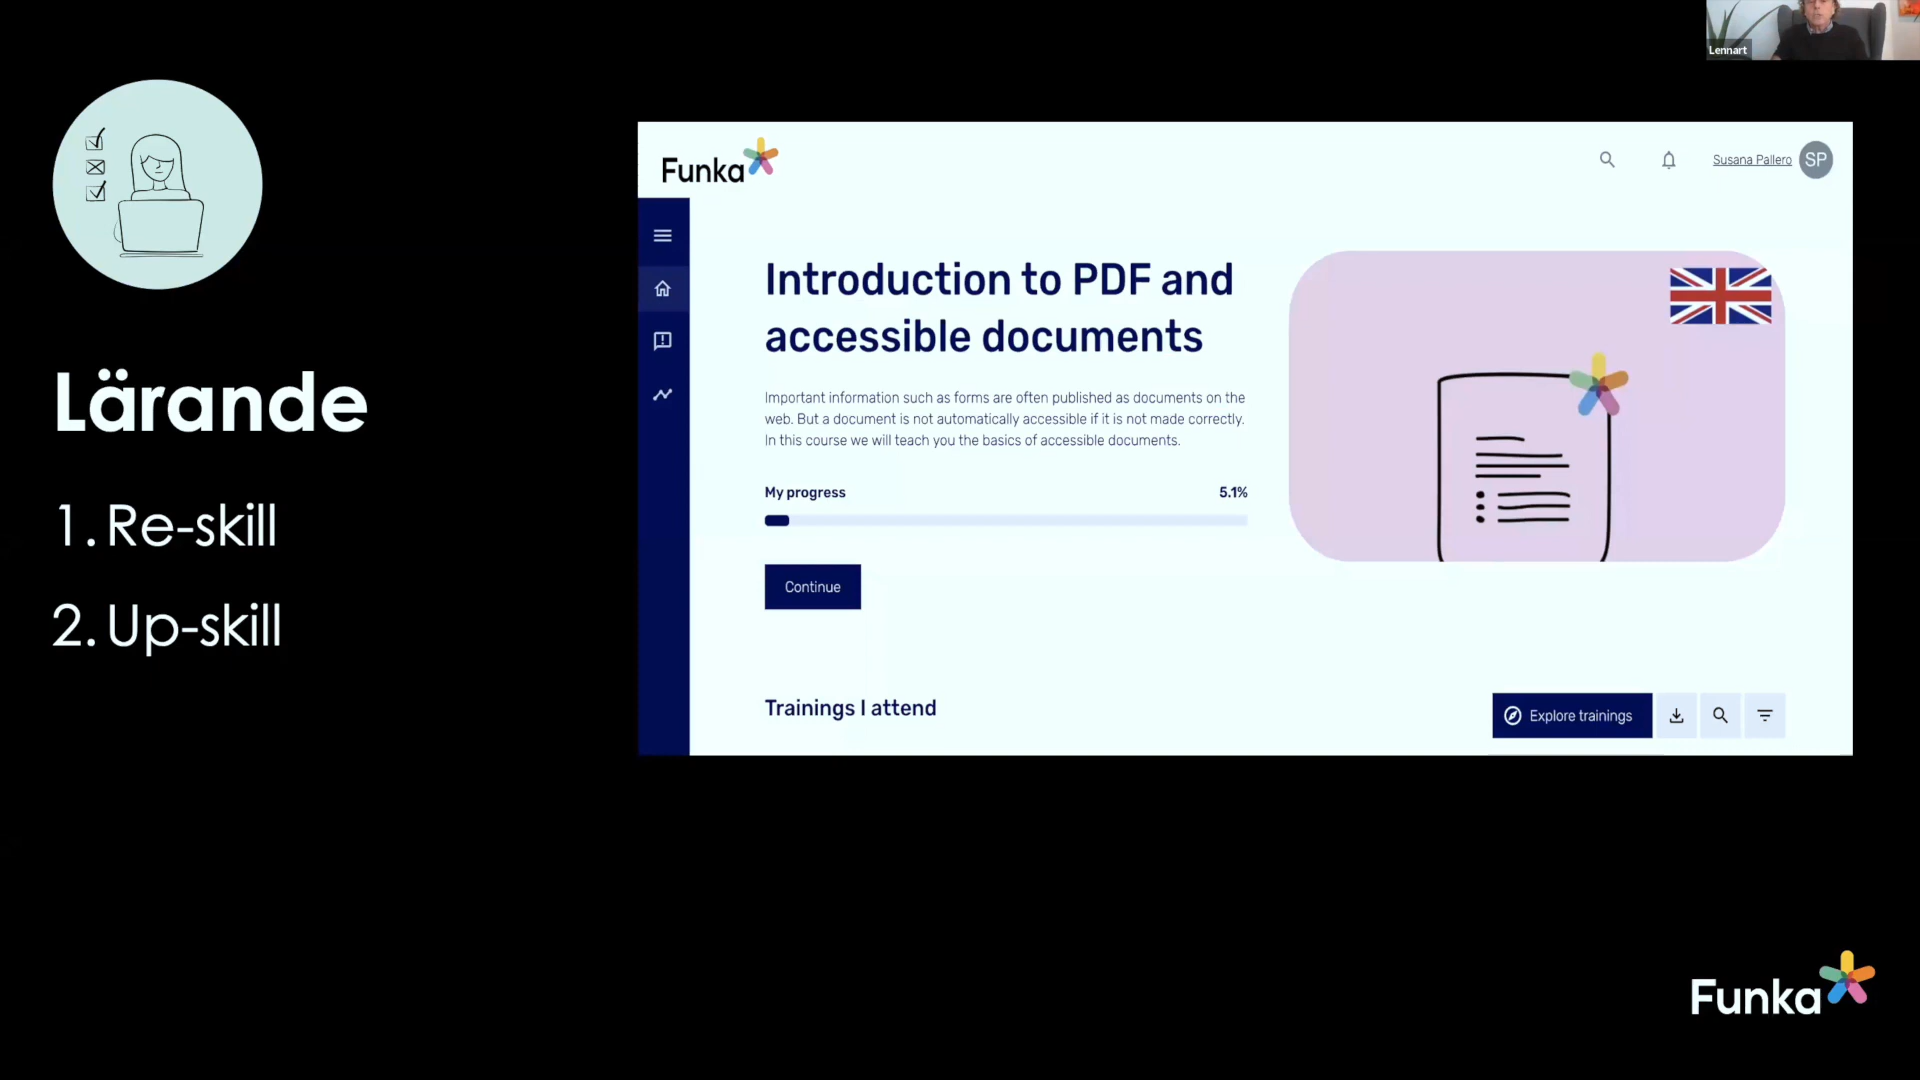 Lennart
Lärande
1. Re-skill
2. Up-skill
Funka
Susana Pallero
SP
Introduction to PDF and
accessible documents
Important information such as forms are often published as documents on the
web. But a document is not automatically accessible if it is not made correctly.
In this course we will teach you the basics of accessible documents.
My progress
5.1%
Continue
Trainings I attend
Explore trainings
Funka